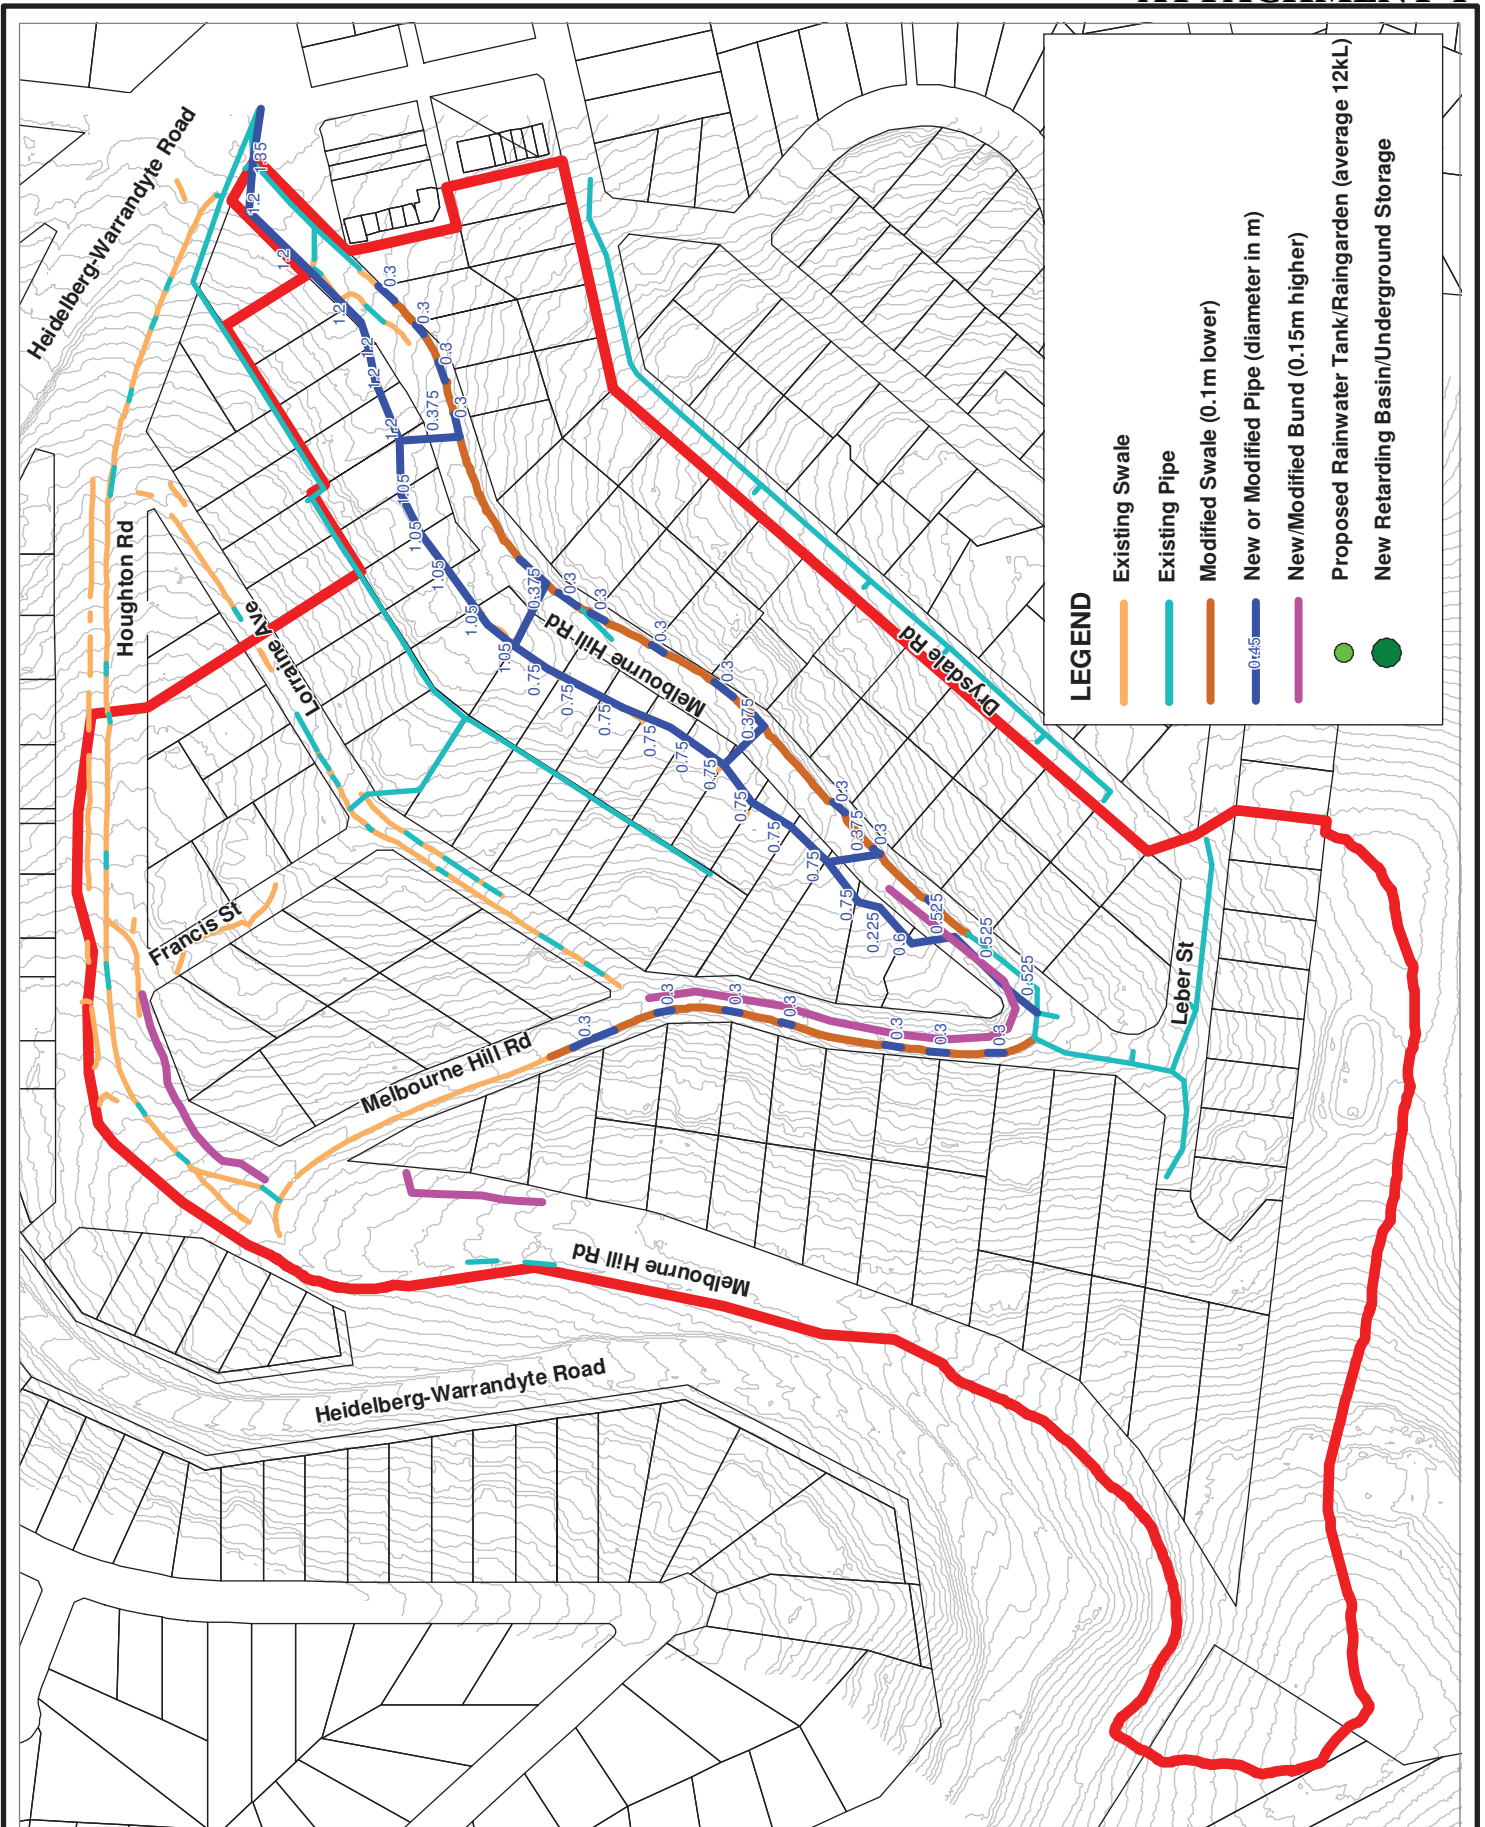 Heidelberg-Warrandyte Road
1.35
1.2
1.2
0.3
1.2
0.3
1.2
0.3
1.2
0.375
0.3
1.2
1.05
Houghton Rd
1.05
1.05
0.375
0.3
0.3
1.05
Lorraine Ave
Melbourne Hill Rd
0.3
1.05
0.75
0.3
0.75
0.75
0.375
0.75
0.75
0.75
Drysdale Rd
0.75
0.3
0.75
0.375
0.3
0.75
0.75
0.225
0.525
0.6
0.525
0.525
Francis St
Leber St
0.3
0.3
0.3
0.3
0.3
0.3
0.3
Melbourne Hill Rd
Melbourne Hill Rd
Heidelberg-Warrandyte Road
LEGEND
Existing Swale
Existing Pipe
Modified Swale (0.1m lower)
0.45
New or Modified Pipe (diameter in m)
New/Modified Bund (0.15m higher)
Proposed Rainwater Tank/Raingarden (average 12kL)
New Retarding Basin/Underground Storage